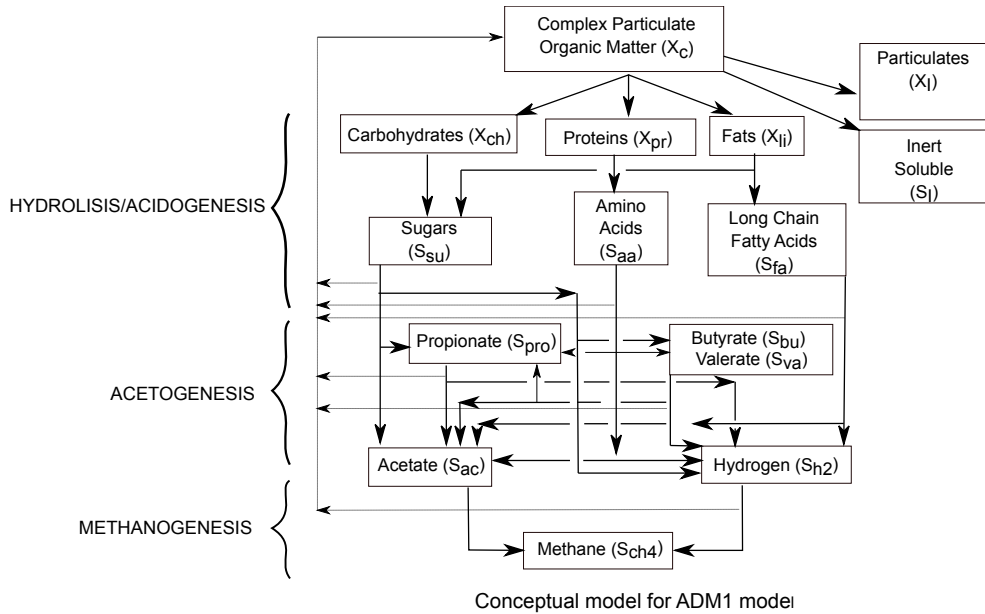 Complex Particulate
Organic Matter (Xc)
Particulates
(XI)
Carbohydrates (Xch)
Proteins (Xpr)
Fats (Xli)
Inert
Soluble
(SI)
HYDROLISIS/ACIDOGENESIS
Sugars
(Ssu)
Amino
Acids
(Saa)
Long Chain
Fatty Acids
(Sfa)
Propionate (Spro)
Butyrate (Sbu)
Valerate (Sva)
ACETOGENESIS
Acetate (Sac)
Hydrogen (Sh2)
METHANOGENESIS
Methane (Sch4)
Conceptual model for ADM1 model